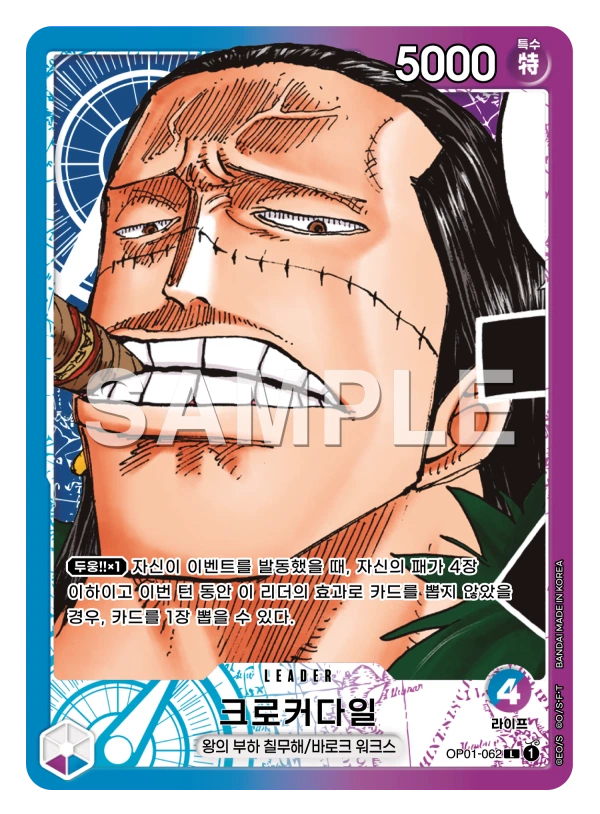 특수
5000 特
SAMPLE
두웅!!×1 자신이 이벤트를 발동했을 때, 자신의 패가 4장
이하이고 이번 턴 동안 이 리더의 효과로 카드를 뽑지 않았을
경우, 카드를 1장 뽑을 수 있다.
LEADER
크로커다일
왕의 부하 칠무해/바로크 워크스
4
라이프
OP01-062 L 1
©EO/S ©O/S·F·T BANDAI MADE IN KOREA